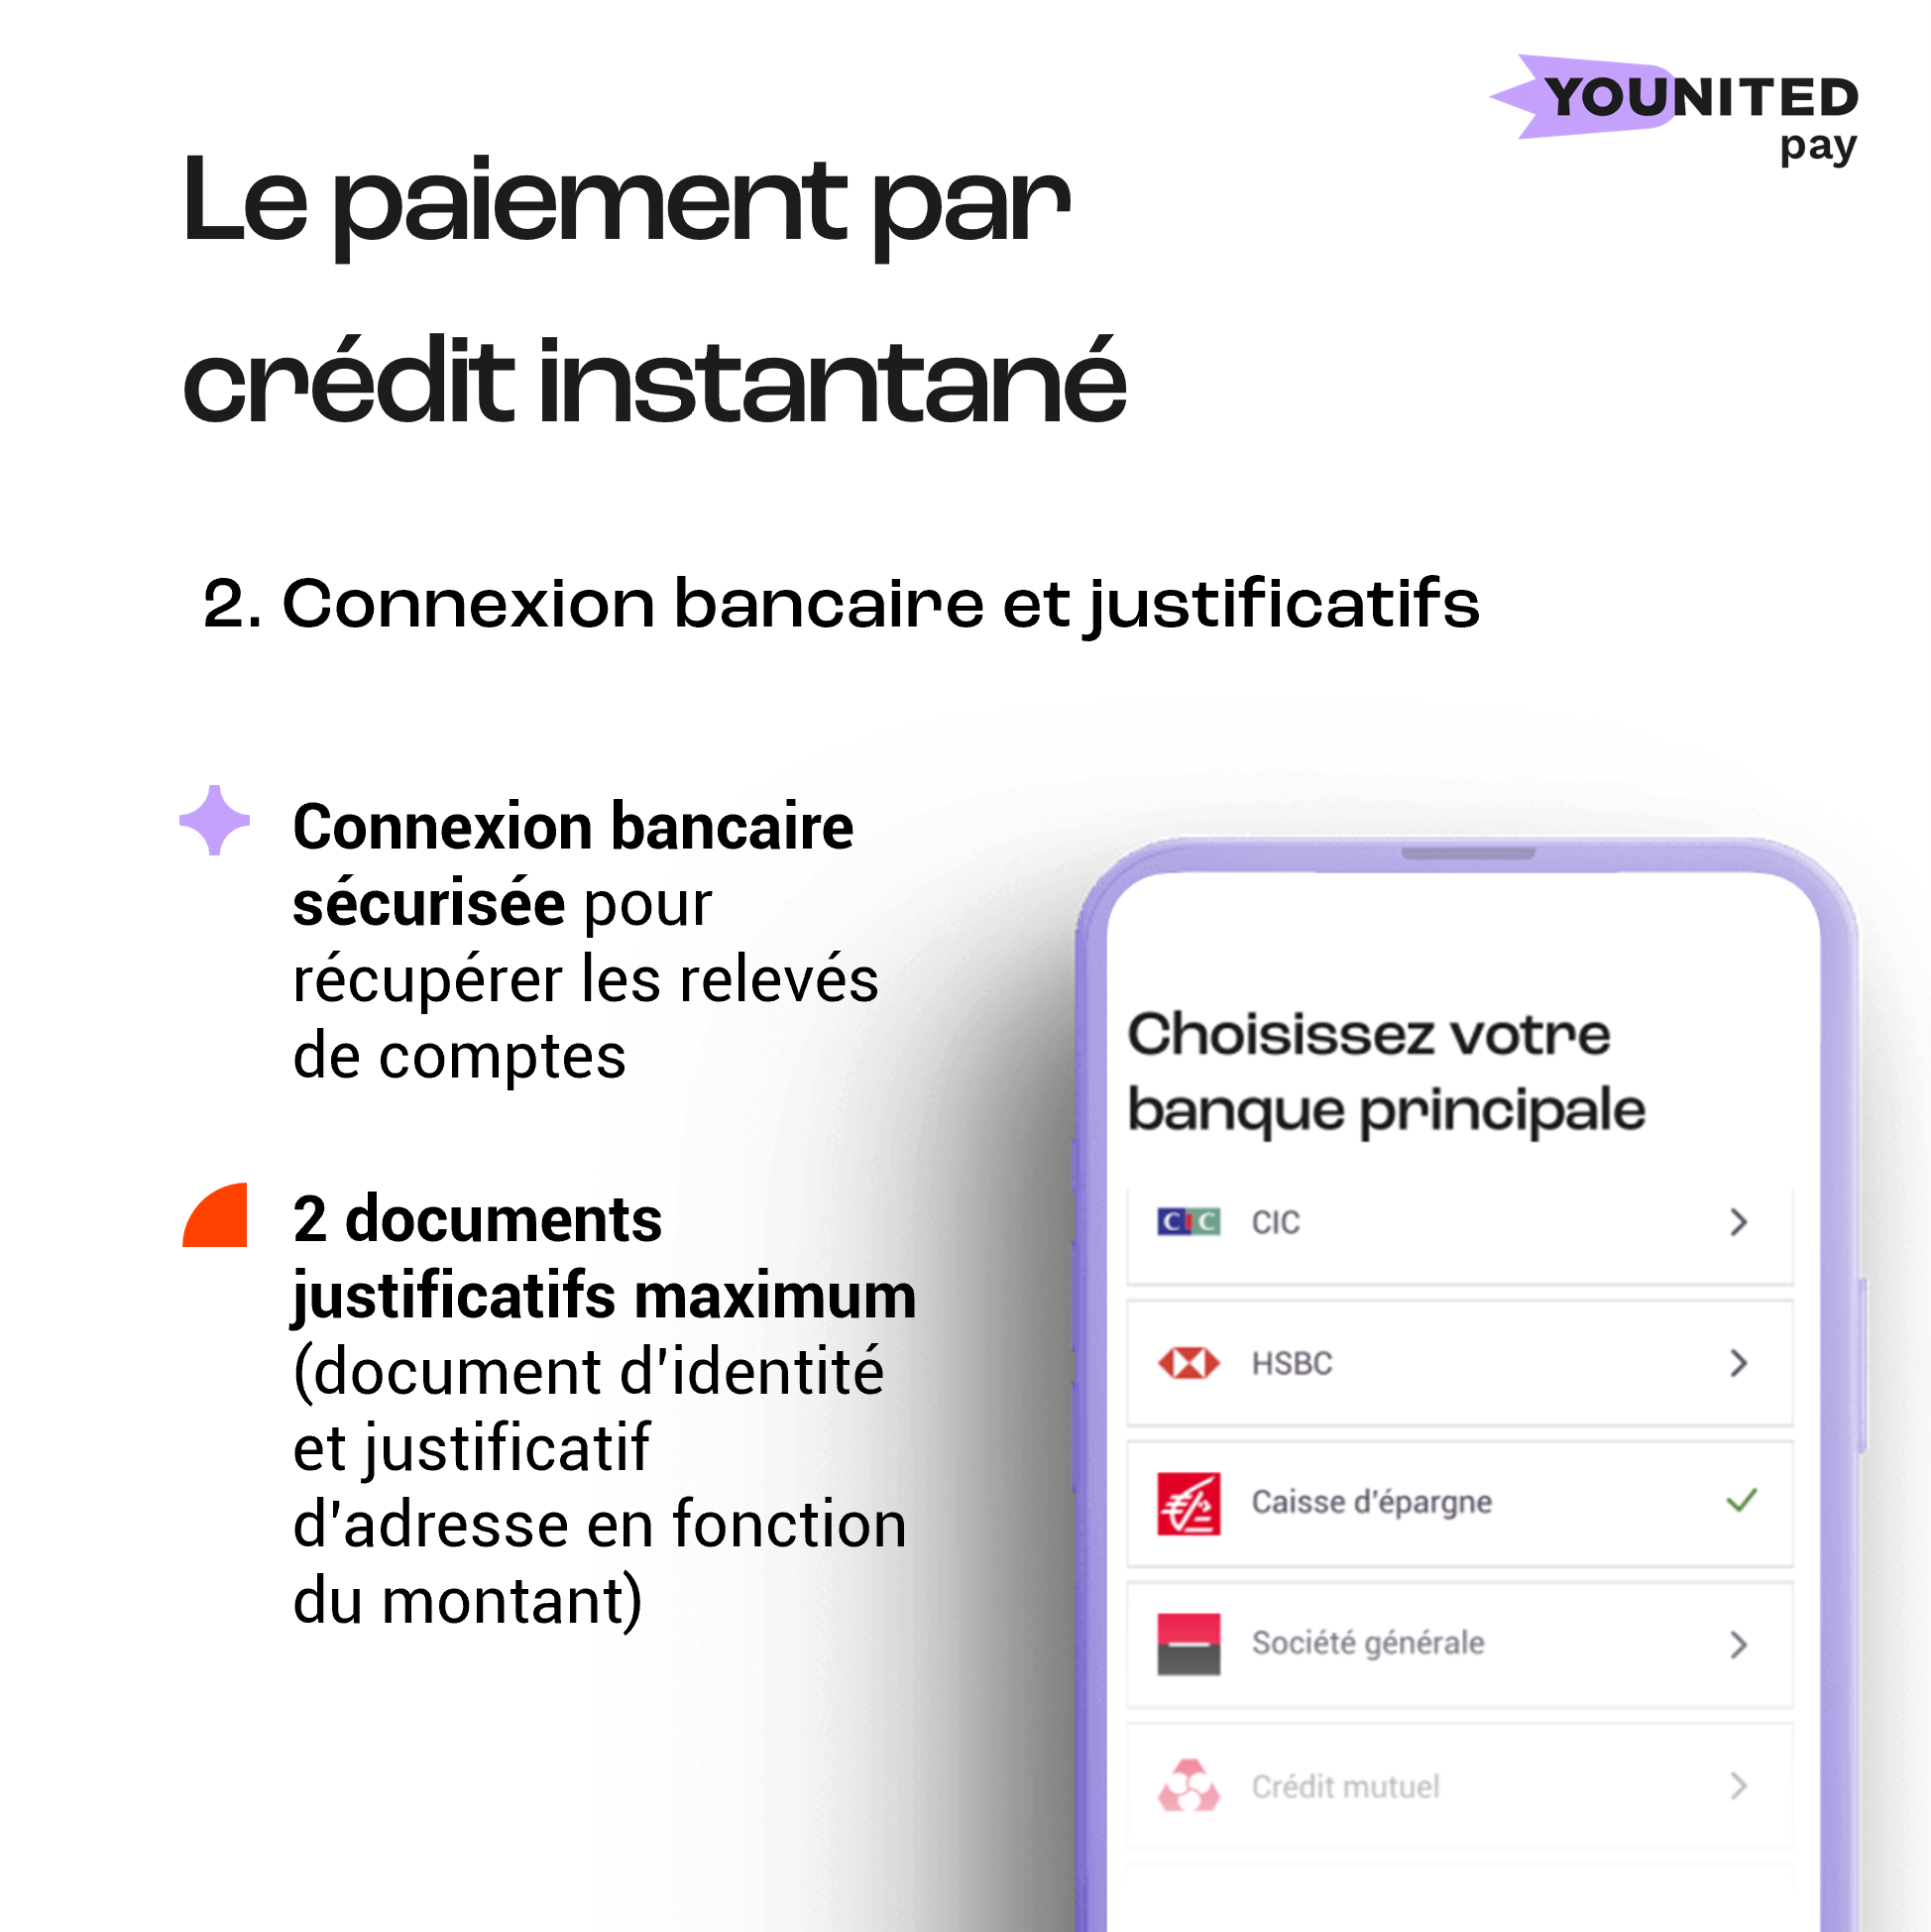 YOUNITED
pay
Le paiement par
crédit instantané
2. Connexion bancaire et justificatifs
Connexion bancaire
sécurisée pour
récupérer les relevés
de comptes
2 documents
justificatifs maximum
(document d'identité
et justificatif
d'adresse en fonction
du montant)
Choisissez votre
banque principale
CIC CIC
HSBC
Caisse d'épargne
Société générale
Crédit mutuel